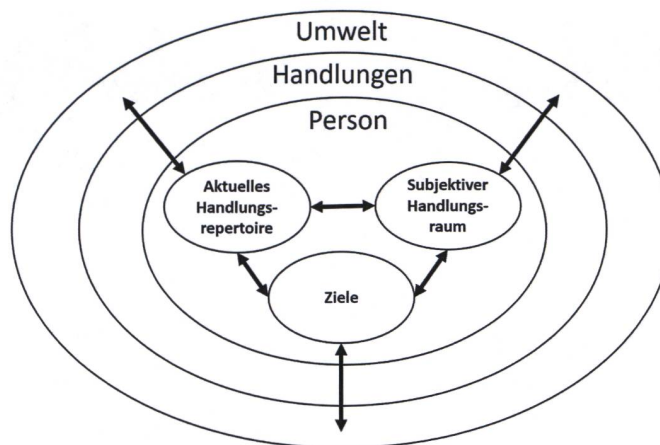 Umwelt
Handlungen
Person
Aktuelles
Handlungs-
repertoire
Subjektiver
Handlungs-
raum
Ziele